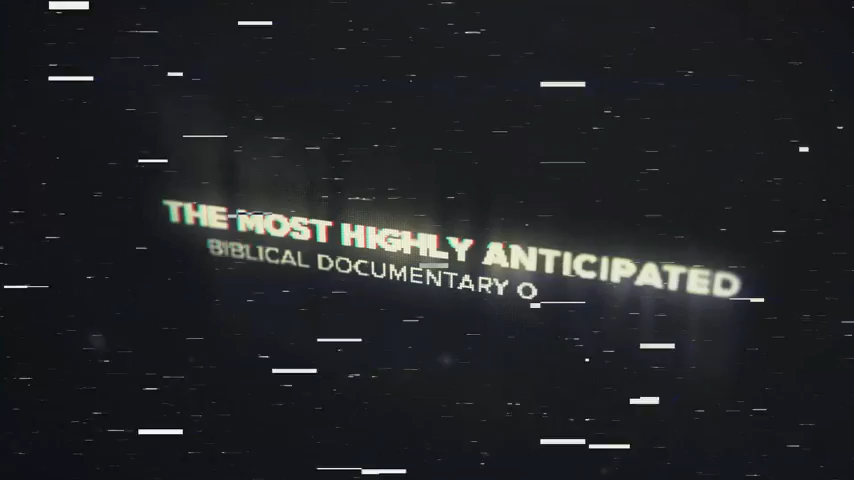 THE MOST HIGHLY ANTICIPATED
BIBLICAL DOCUMENTARY O